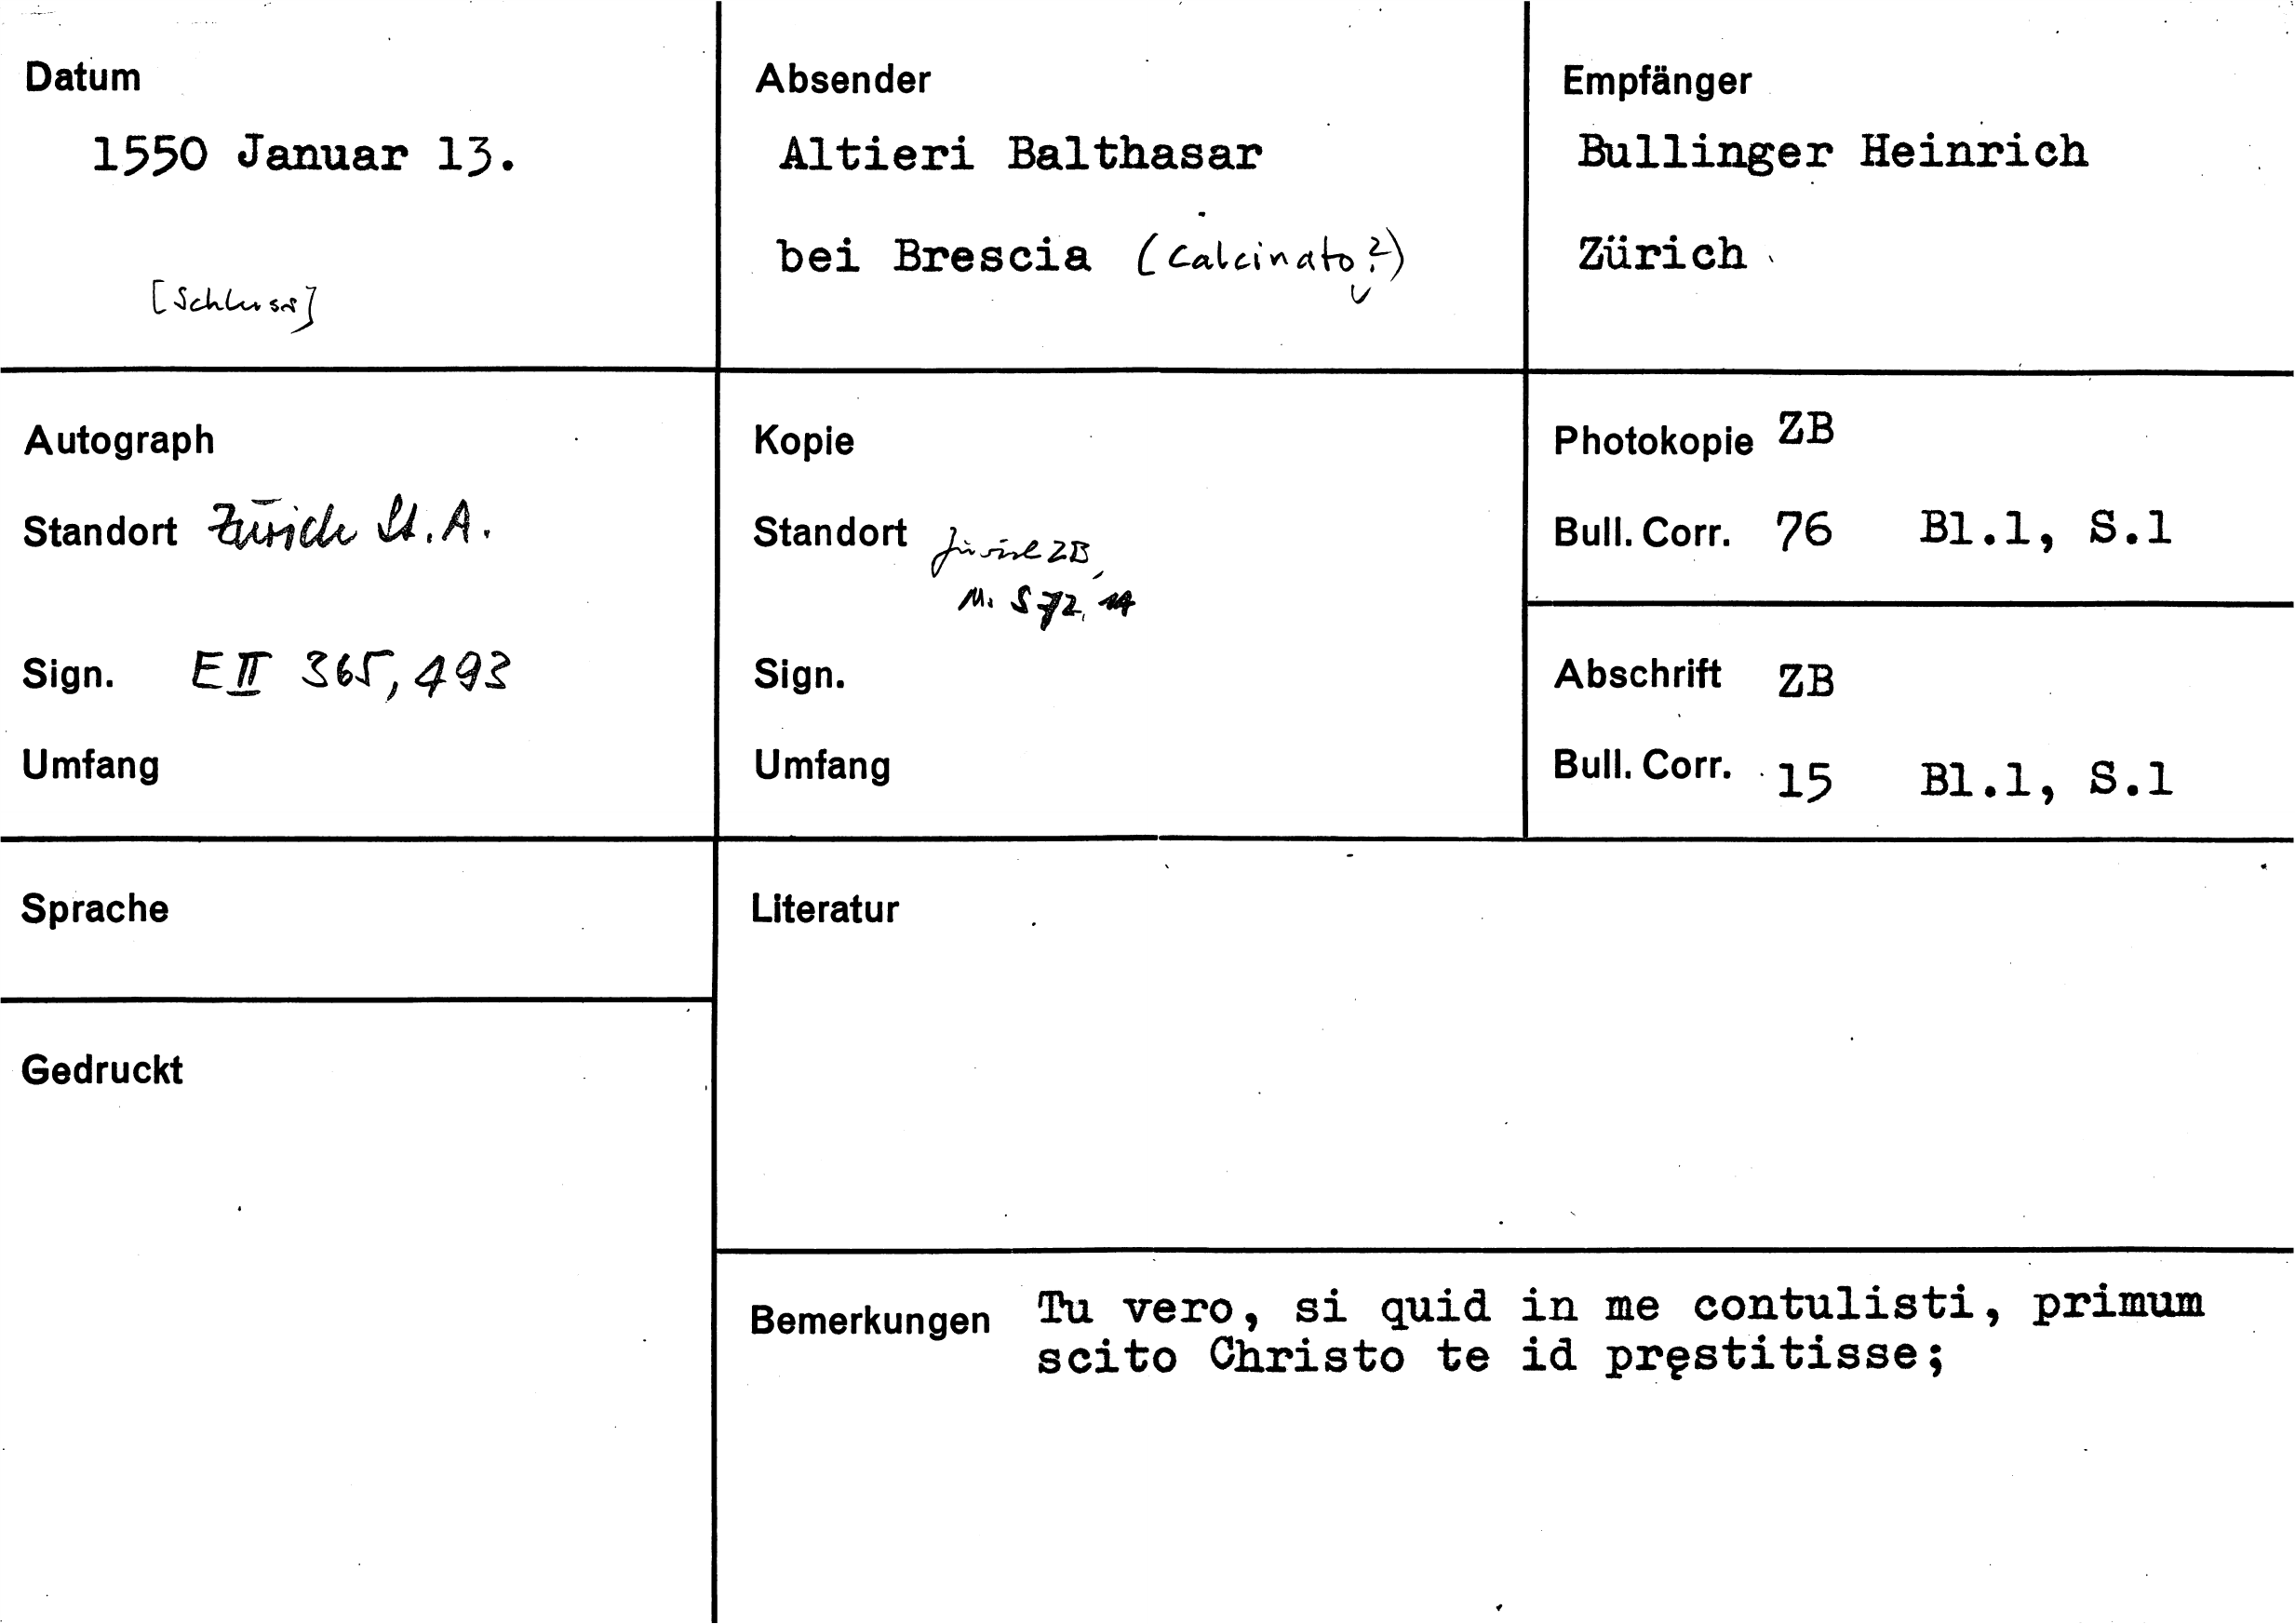 Datum
1550 Januar 13.
[Schluss]
Absender
Altieri Balthasar
bei Brescia (Calcinato?)
Empfänger
Bullinger Heinrich
Zürich
Autograph
Standort Zürich St.A.
Sign. E II 365, 493
Umfang
Kopie
Standort Zürich ZB,
Ms S 72, 14
Sign.
Umfang
Photokopie ZB
Bull. Corr. 76 Bl.1, S.1
Abschrift ZB
Bull. Corr. 15 Bl.1, S.1
Sprache
Literatur
Gedruckt
Bemerkungen Tu vero, si quid in me contulisti, primum
scito Christo te id pręstitisse;